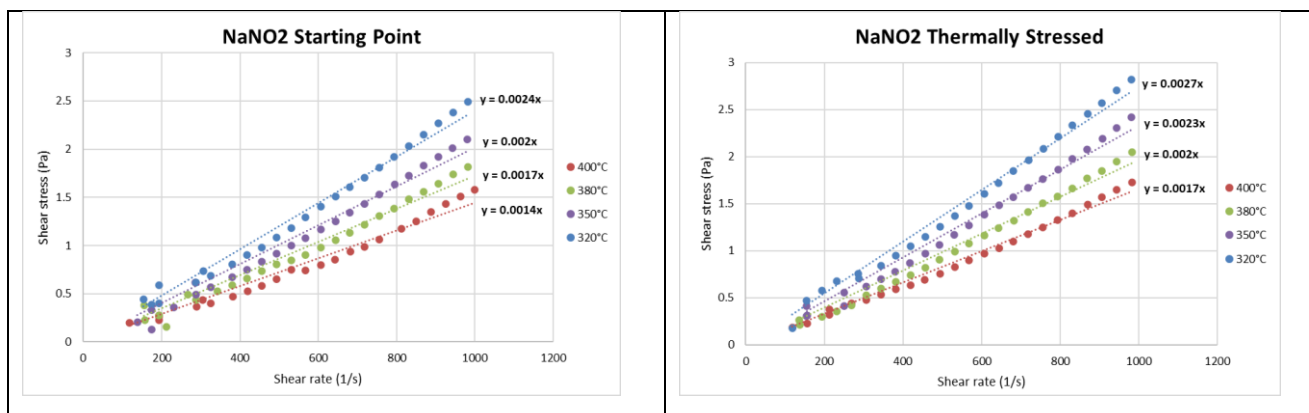 NaNO2 Starting Point
3
2.5
2
1.5
1
0.5
0
0
200
400
600
800
1000
1200
Shear stress (Pa)
Shear rate (1/s)
y = 0.0024x
y = 0.002x
y = 0.0017x
y = 0.0014x
400°C
380°C
350°C
320°C
NaNO2 Thermally Stressed
3
2.5
2
1.5
1
0.5
0
0
200
400
600
800
1000
1200
Shear stress (Pa)
Shear rate (1/s)
y = 0.0027x
y = 0.0023x
y = 0.002x
y = 0.0017x
400°C
380°C
350°C
320°C